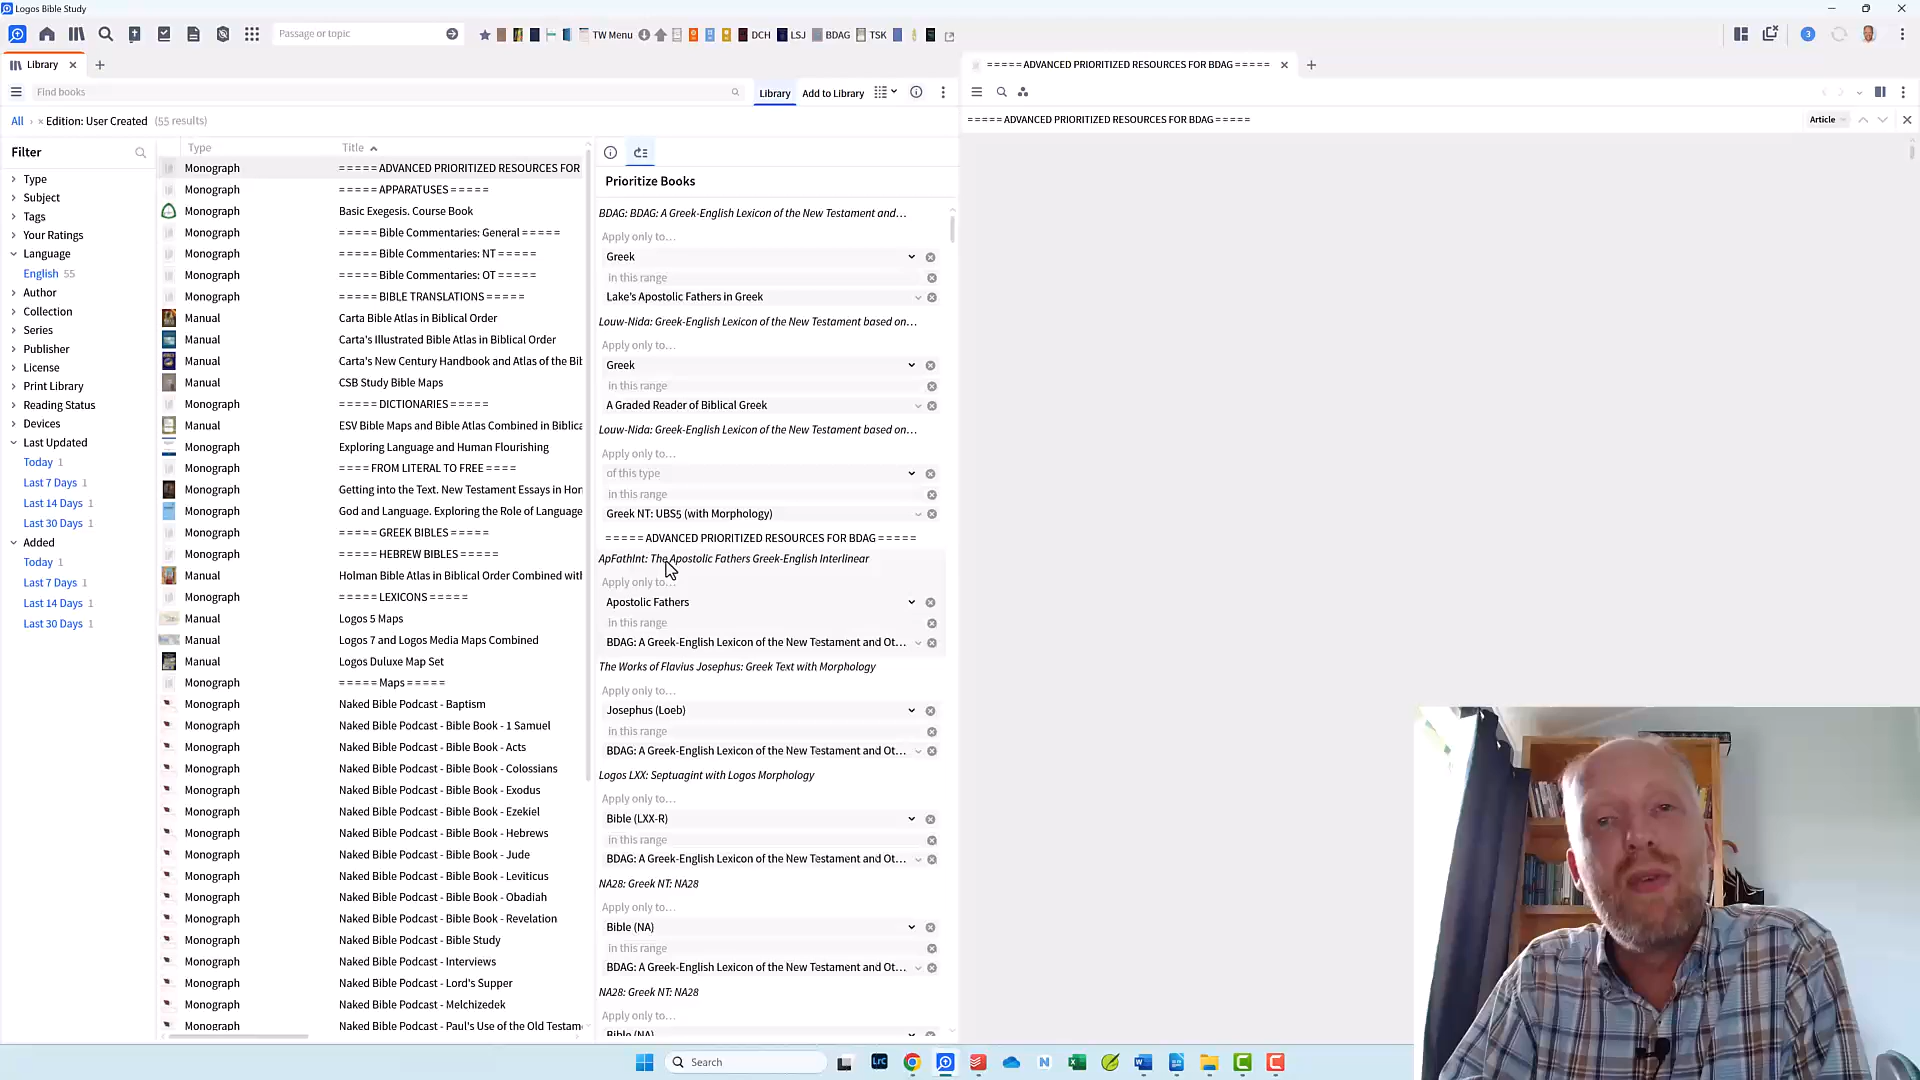 Logos Bible Study
Passage or topic
TW Menu
DCH
LSJ
BDAG
TSK
3
Library
=====ADVANCED PRIORITIZED RESOURCES FOR BDAG=====
Find books
Library
Add to Library
All
Edition: User Created
(55 results)
=====ADVANCED PRIORITIZED RESOURCES FOR BDAG=====
Article
Filter
Type
Subject
Tags
Your Ratings
Language
English 55
Author
Collection
Series
Publisher
License
Print Library
Reading Status
Devices
Last Updated
Today 1
Last 7 Days 1
Last 14 Days 1
Last 30 Days 1
Added
Today 1
Last 7 Days 1
Last 14 Days 1
Last 30 Days 1
Type Title
Monograph =====ADVANCED PRIORITIZED RESOURCES FOR
Monograph =====APPARATUSES=====
Monograph Basic Exegesis. Course Book
Monograph =====Bible Commentaries: General=====
Monograph =====Bible Commentaries: NT=====
Monograph =====Bible Commentaries: OT=====
Monograph =====BIBLE TRANSLATIONS=====
Manual Carta Bible Atlas in Biblical Order
Manual Carta's Illustrated Bible Atlas in Biblical Order
Manual Carta's New Century Handbook and Atlas of the Bib
Manual CSB Study Bible Maps
Monograph =====DICTIONARIES=====
Manual ESV Bible Maps and Bible Atlas Combined in Biblica
Monograph Exploring Language and Human Flourishing
Monograph ====FROM LITERAL TO FREE====
Monograph Getting into the Text. New Testament Essays in Hon
Monograph God and Language. Exploring the Role of Language
Monograph =====GREEK BIBLES=====
Monograph =====HEBREW BIBLES=====
Manual Holman Bible Atlas in Biblical Order Combined with
Monograph =====LEXICONS=====
Manual Logos 5 Maps
Manual Logos 7 and Logos Media Maps Combined
Manual Logos Duluxe Map Set
Monograph =====Maps=====
Monograph Naked Bible Podcast - Baptism
Monograph Naked Bible Podcast - Bible Book - 1 Samuel
Monograph Naked Bible Podcast - Bible Book - Acts
Monograph Naked Bible Podcast - Bible Book - Colossians
Monograph Naked Bible Podcast - Bible Book - Exodus
Monograph Naked Bible Podcast - Bible Book - Ezekiel
Monograph Naked Bible Podcast - Bible Book - Hebrews
Monograph Naked Bible Podcast - Bible Book - Jude
Monograph Naked Bible Podcast - Bible Book - Leviticus
Monograph Naked Bible Podcast - Bible Book - Obadiah
Monograph Naked Bible Podcast - Bible Book - Revelation
Monograph Naked Bible Podcast - Bible Study
Monograph Naked Bible Podcast - Interviews
Monograph Naked Bible Podcast - Lord's Supper
Monograph Naked Bible Podcast - Melchizedek
Monograph Naked Bible Podcast - Paul's Use of the Old Testam
Prioritize Books
BDAG: BDAG: A Greek-English Lexicon of the New Testament and…
Apply only to…
Greek
in this range
Lake's Apostolic Fathers in Greek
Louw-Nida: Greek-English Lexicon of the New Testament based on…
Apply only to…
Greek
in this range
A Graded Reader of Biblical Greek
Louw-Nida: Greek-English Lexicon of the New Testament based on…
Apply only to…
of this type
in this range
Greek NT: UBS5 (with Morphology)
=====ADVANCED PRIORITIZED RESOURCES FOR BDAG=====
ApFathInt: The Apostolic Fathers Greek-English Interlinear
Apply only to…
Apostolic Fathers
in this range
BDAG: A Greek-English Lexicon of the New Testament and Ot…
The Works of Flavius Josephus: Greek Text with Morphology
Apply only to…
Josephus (Loeb)
in this range
BDAG: A Greek-English Lexicon of the New Testament and Ot…
Logos LXX: Septuagint with Logos Morphology
Apply only to…
Bible (LXX-R)
in this range
BDAG: A Greek-English Lexicon of the New Testament and Ot…
NA28: Greek NT: NA28
Apply only to…
Bible (NA)
in this range
BDAG: A Greek-English Lexicon of the New Testament and Ot…
NA28: Greek NT: NA28
Apply only to…
Bible (NA)
Search
LrC